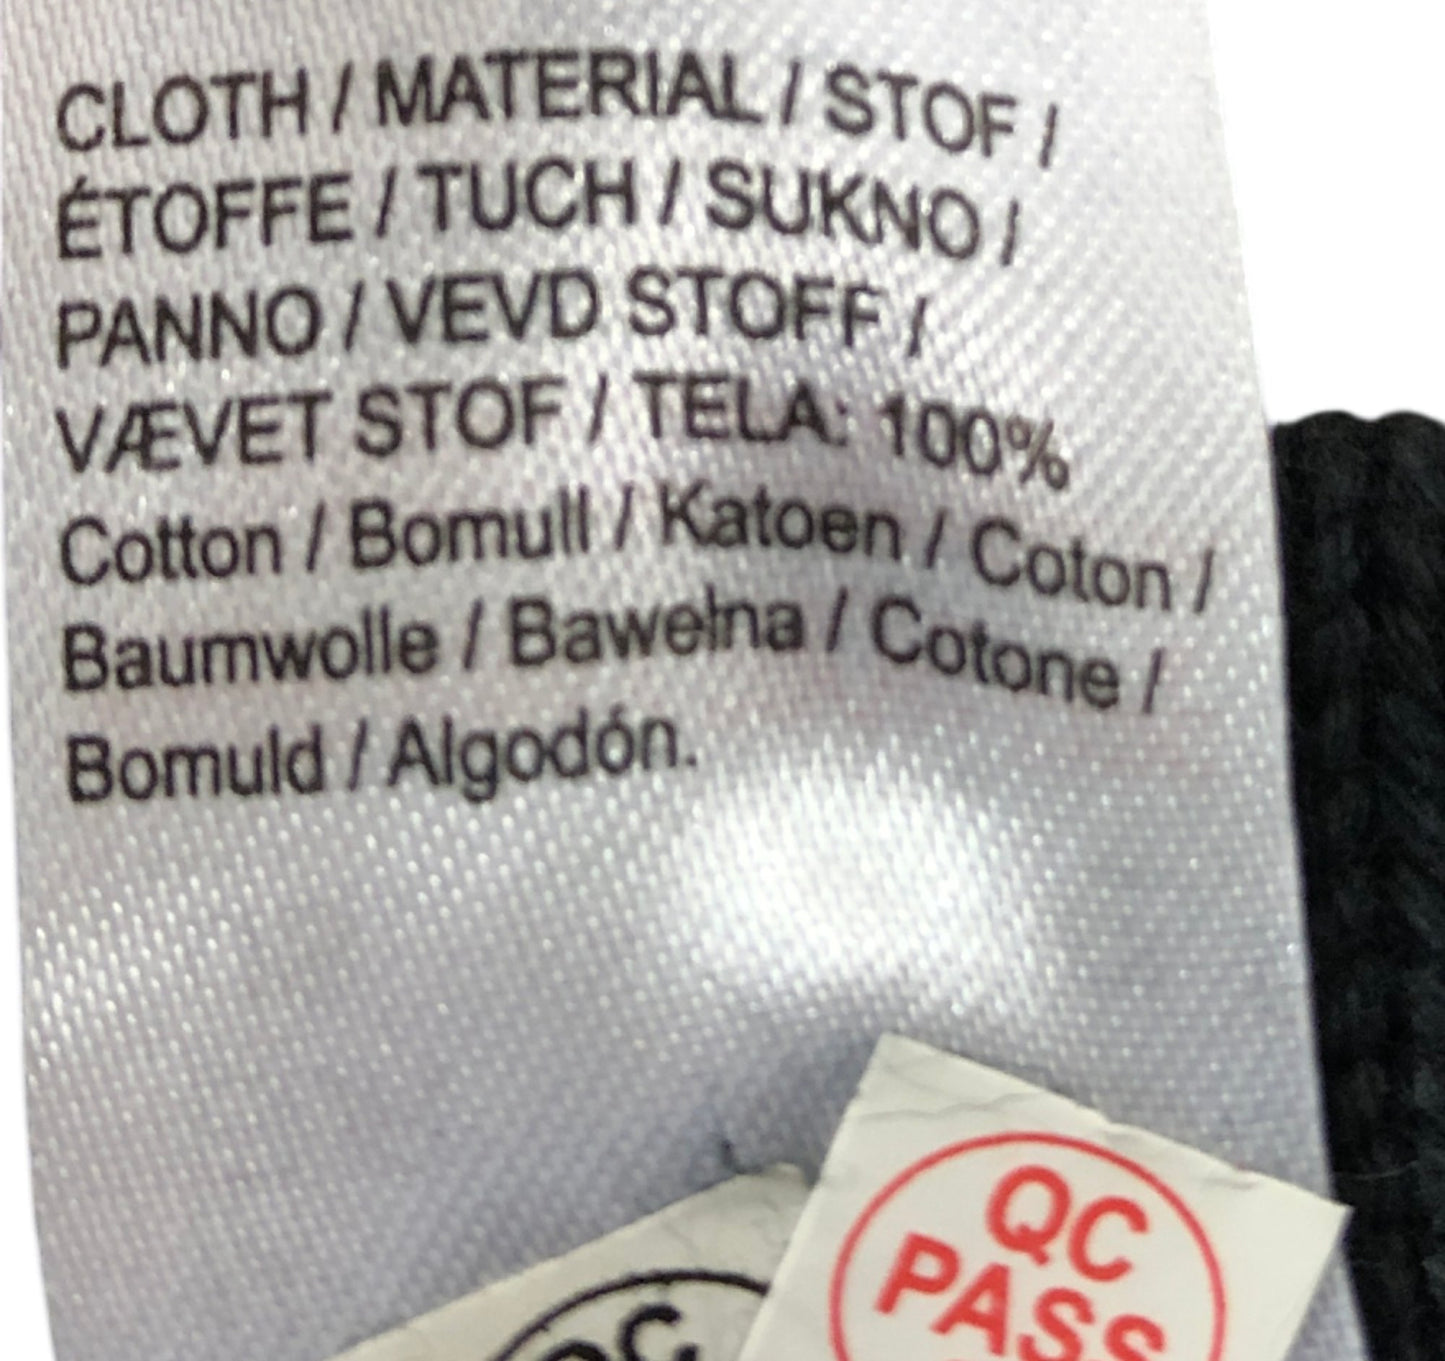 CLOTH / MATERIAL / STOF /
ÉTOFFE / TUCH / SUKNO /
PANNO / VEVD STOFF /
VÆVET STOF / TELA: 100%
Cotton / Bomull / Katoen / Coton /
Baumwolle / Bawełna / Cotone /
Bomuld / Algodón.
QC
PASS
QC